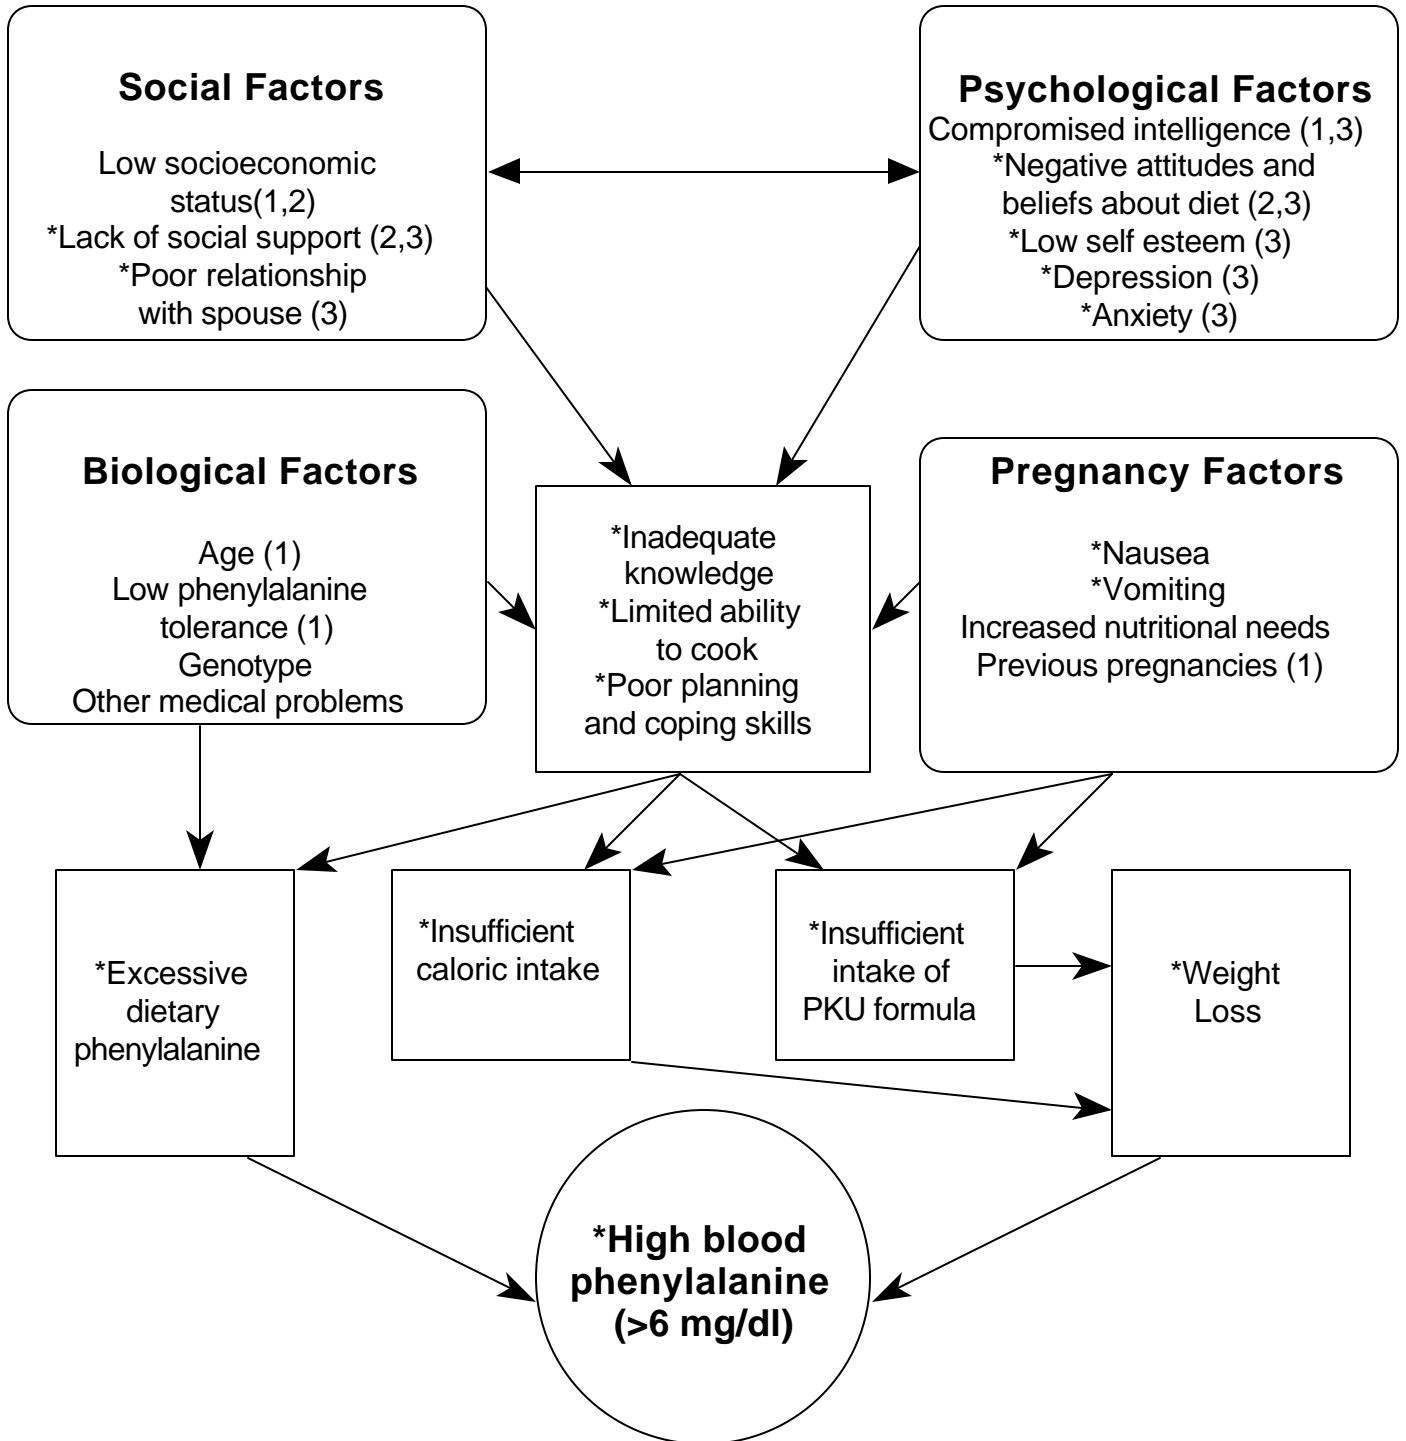 Social Factors
Low socioeconomic
status(1,2)
*Lack of social support (2,3)
*Poor relationship
with spouse (3)
Psychological Factors
Compromised intelligence (1,3)
*Negative attitudes and
beliefs about diet (2,3)
*Low self esteem (3)
*Depression (3)
*Anxiety (3)
Biological Factors
Age (1)
Low phenylalanine
tolerance (1)
Genotype
Other medical problems
*Inadequate
knowledge
*Limited ability
to cook
*Poor planning
and coping skills
Pregnancy Factors
*Nausea
*Vomiting
Increased nutritional needs
Previous pregnancies (1)
*Excessive
dietary
phenylalanine
*Insufficient
caloric intake
*Insufficient
intake of
PKU formula
*Weight
Loss
*High blood
phenylalanine
(>6 mg/dl)